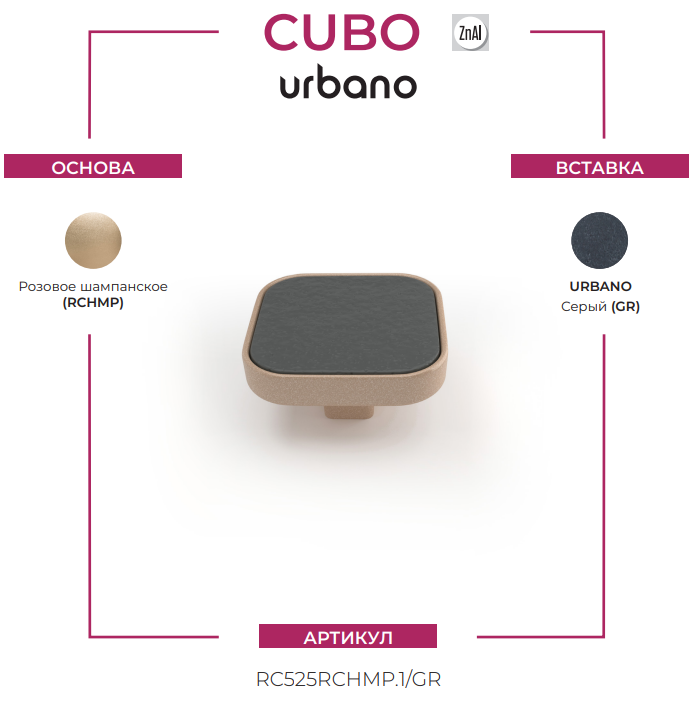 CUBO
ZnAl
urbano
ОСНОВА
ВСТАВКА
Розовое шампанское
(RCHMP)
URBANO
Серый (GR)
АРТИКУЛ
RC525RCHMP.1/GR